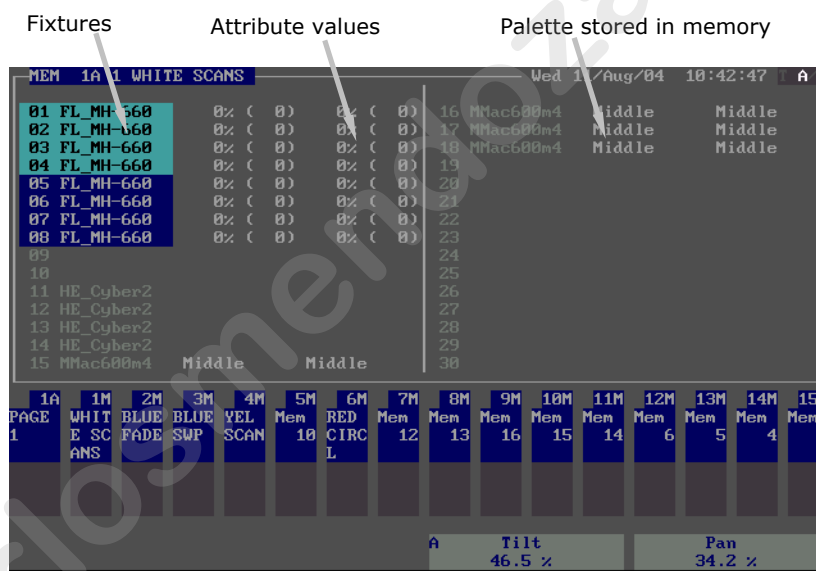 Fixtures
Attribute values
Palette stored in memory
MEM 1A 1 WHITE SCANS Wed 11/Aug/04 10:42:47 T A
01 FL_MH-660 0% ( 0) 0% ( 0) 16 MMac600m4 Middle Middle
02 FL_MH-660 0% ( 0) 0% ( 0) 17 MMac600m4 Middle Middle
03 FL_MH-660 0% ( 0) 0% ( 0) 18 MMac600m4 Middle Middle
04 FL_MH-660 0% ( 0) 0% ( 0) 19
05 FL_MH-660 0% ( 0) 0% ( 0) 20
06 FL_MH-660 0% ( 0) 0% ( 0) 21
07 FL_MH-660 0% ( 0) 0% ( 0) 22
08 FL_MH-660 0% ( 0) 0% ( 0) 23
09 24
10 25
11 HE_Cyber2 26
12 HE_Cyber2 27
13 HE_Cyber2 28
14 HE_Cyber2 29
15 MMac600m4 Middle Middle 30
1A 1M 2M 3M 4M 5M 6M 7M 8M 9M 10M 11M 12M 13M 14M 15
PAGE WHIT BLUE BLUE YEL Mem RED Mem Mem Mem Mem Mem Mem Mem Mem Mem
1 E SC FADE SWP SCAN 10 CIRC 12 13 16 15 14 6 5 4
ANS L
A Tilt Pan
46.5 % 34.2 %